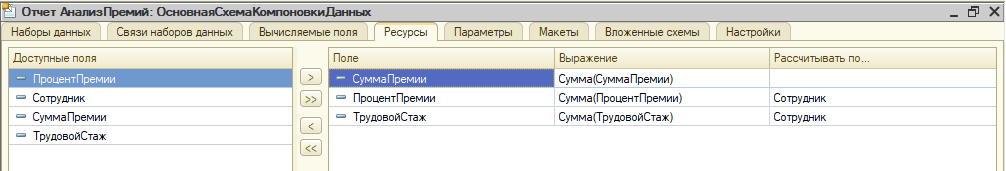 Отчет АнализПремий: ОсновнаяСхемаКомпоновкиДанных
Наборы данных Связи наборов данных Вычисляемые поля Ресурсы Параметры Макеты Вложенные схемы Настройки
Доступные поля
ПроцентПремии
Сотрудник
СуммаПремии
ТрудовойСтаж
>
>>
<
<<
Поле Выражение Рассчитывать по...
СуммаПремии Сумма(СуммаПремии)
ПроцентПремии Сумма(ПроцентПремии) Сотрудник
ТрудовойСтаж Сумма(ТрудовойСтаж) Сотрудник